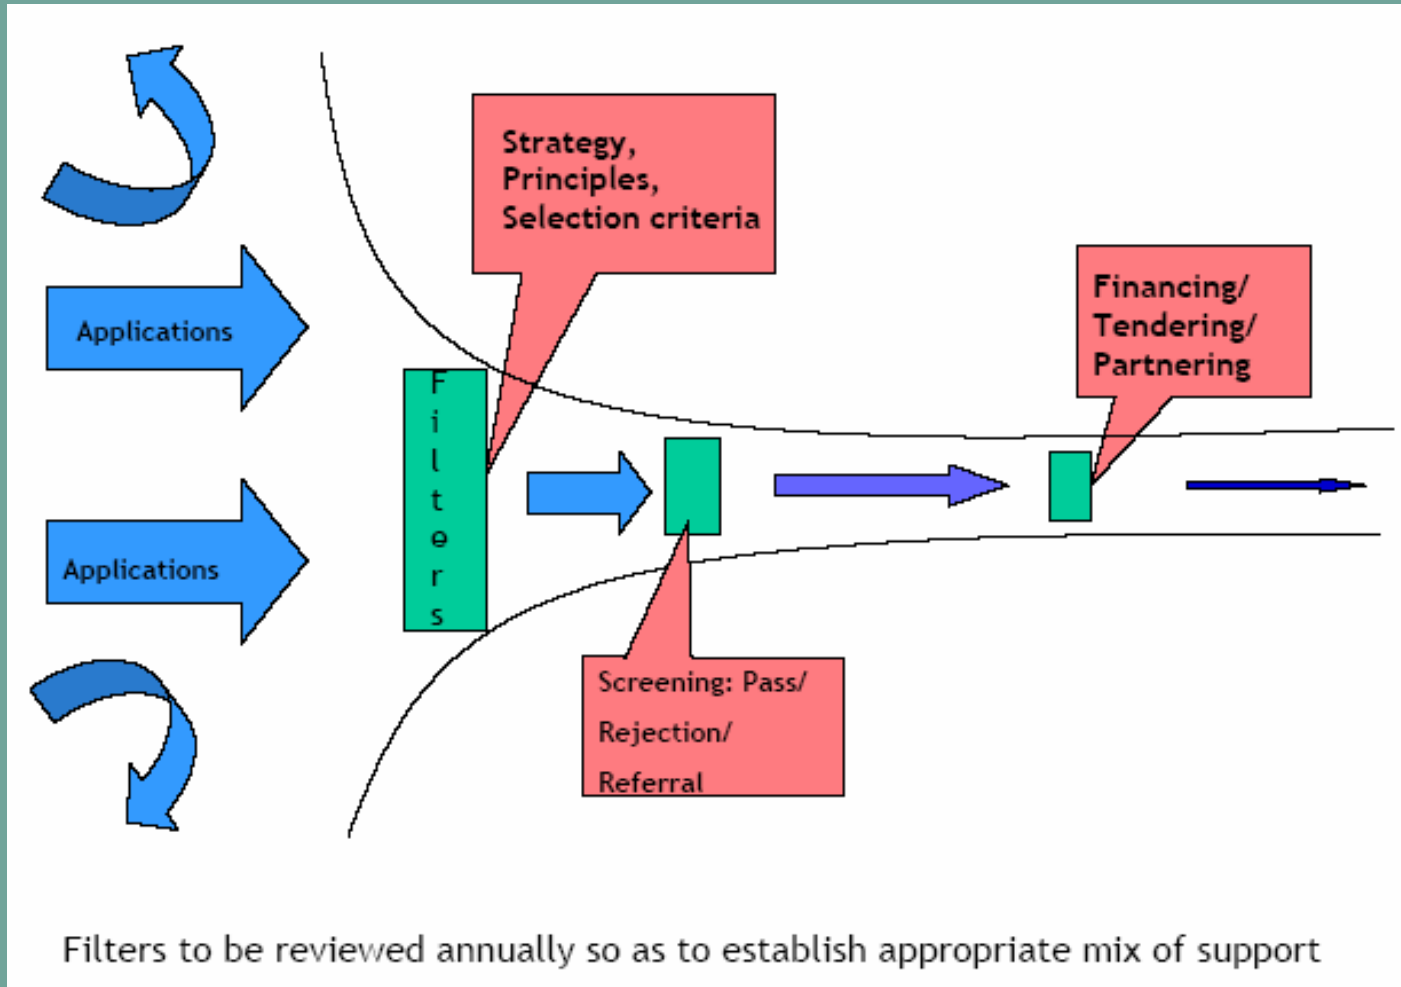 Strategy,
Principles,
Selection criteria
Applications
Financing/
Tendering/
Partnering
Filters
Applications
Screening: Pass/
Rejection/
Referral
Filters to be reviewed annually so as to establish appropriate mix of support